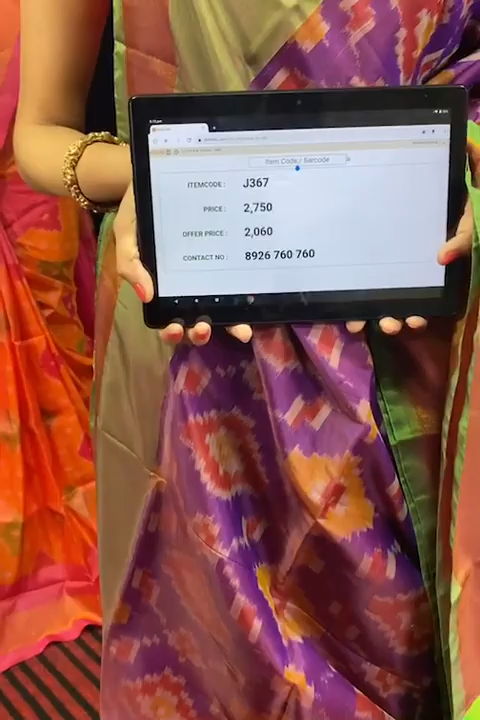 Item Code / Barcode
ITEMCODE : J367
PRICE : 2,750
OFFER PRICE : 2,060
CONTACT NO : 8926 760 760